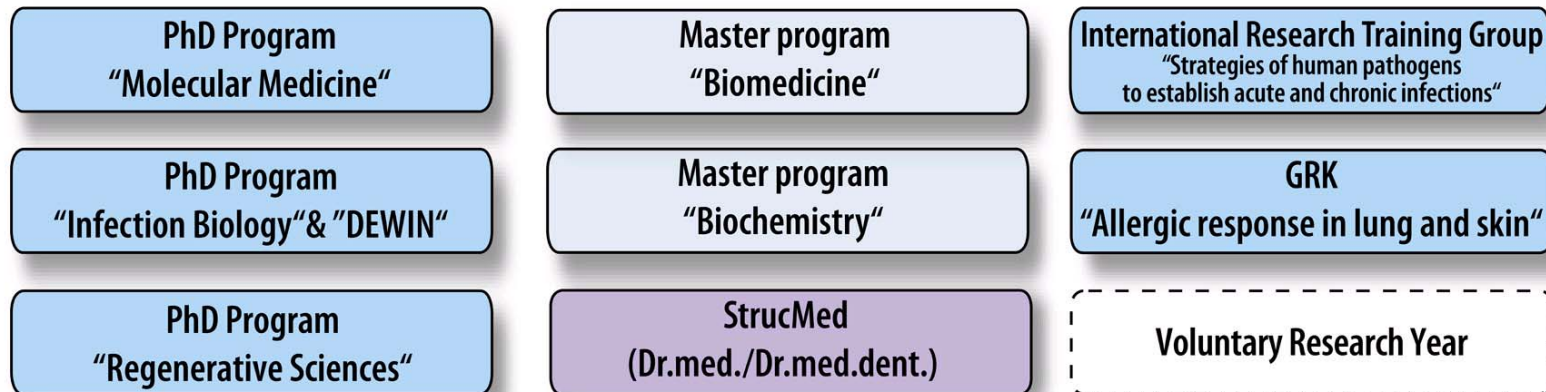 PhD Program
“Molecular Medicine“
Master program
“Biomedicine“
International Research Training Group
“Strategies of human pathogens
to establish acute and chronic infections“
PhD Program
“Infection Biology“& ”DEWIN“
Master program
“Biochemistry“
GRK
“Allergic response in lung and skin“
PhD Program
“Regenerative Sciences“
StrucMed
(Dr.med./Dr.med.dent.)
Voluntary Research Year